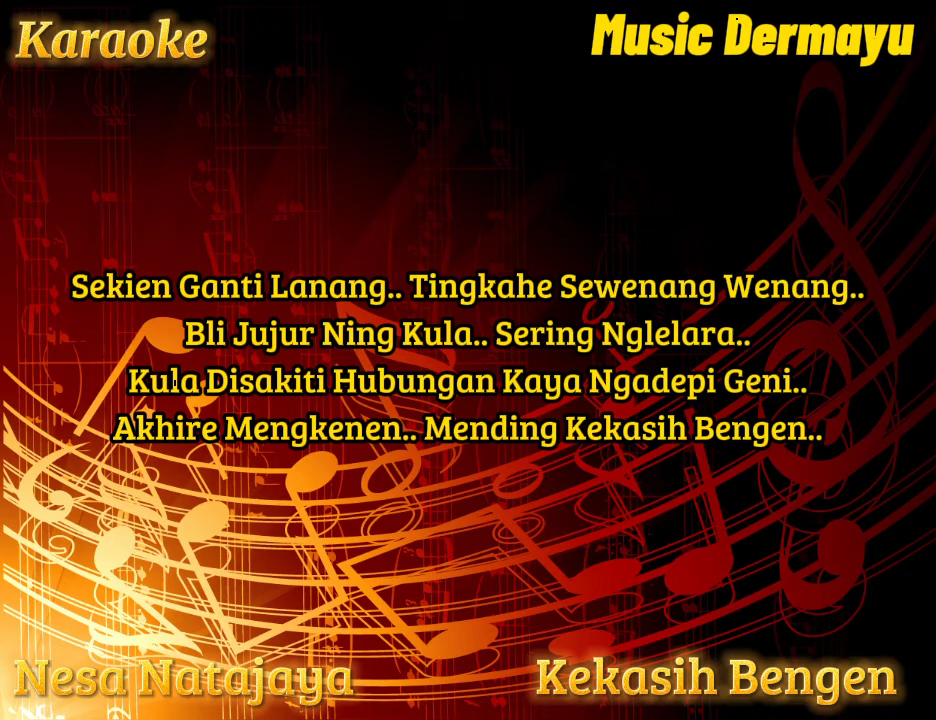 Karaoke
Music Dermayu
Sekien Ganti Lanang.. Tingkahe Sewenang Wenang..
Bli Jujur Ning Kula.. Sering Nglelara..
Kula Disakiti Hubungan Kaya Ngadepi Geni..
Akhire Mengkenen.. Mending Kekasih Bengen..
Nesa Natajaya
Kekasih Bengen